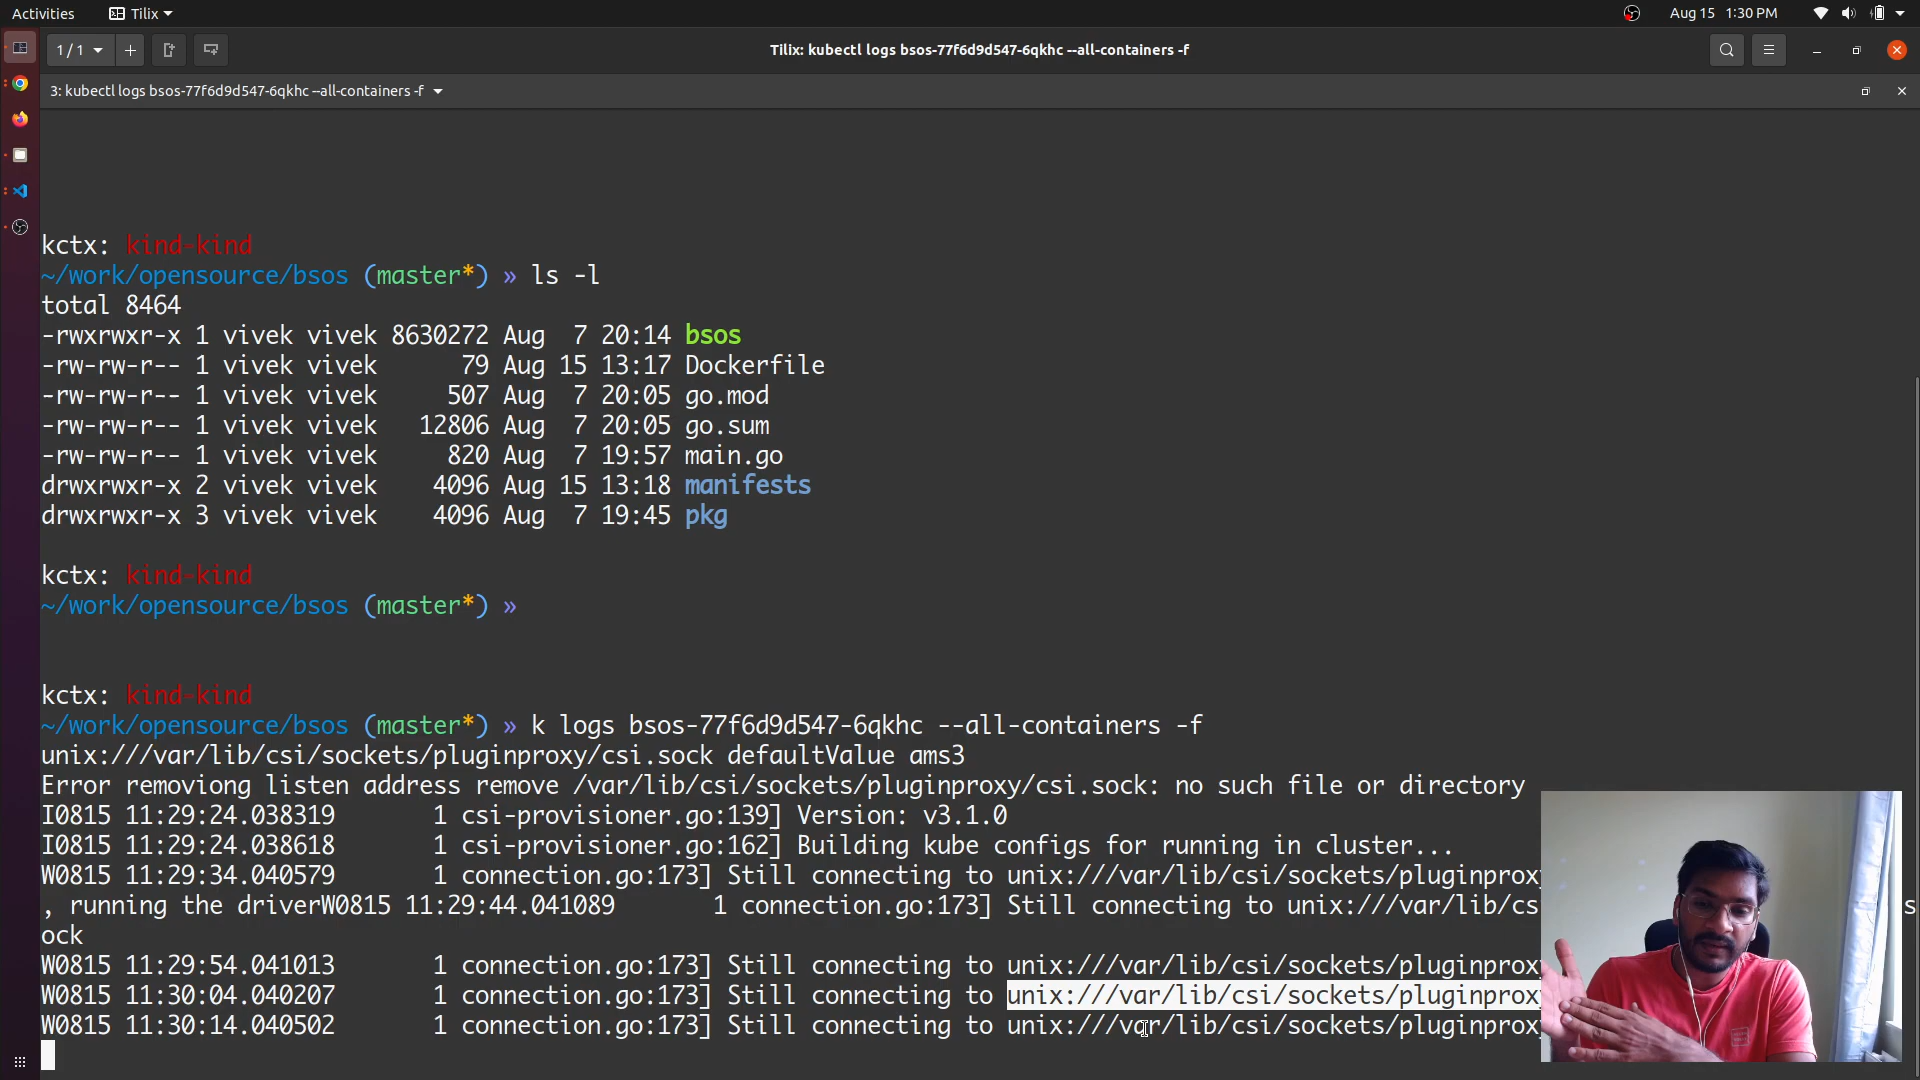 Activities Tilix Aug 15 1:30 PM
1 / 1 Tilix: kubectl logs bsos-77f6d9d547-6qkhc --all-containers -f
3: kubectl logs bsos-77f6d9d547-6qkhc --all-containers -f
kctx: kind-kind
~/work/opensource/bsos (master*) » ls -l
total 8464
-rwxrwxr-x 1 vivek vivek 8630272 Aug  7 20:14 bsos
-rw-rw-r-- 1 vivek vivek      79 Aug 15 13:17 Dockerfile
-rw-rw-r-- 1 vivek vivek     507 Aug  7 20:05 go.mod
-rw-rw-r-- 1 vivek vivek   12806 Aug  7 20:05 go.sum
-rw-rw-r-- 1 vivek vivek     820 Aug  7 19:57 main.go
drwxrwxr-x 2 vivek vivek    4096 Aug 15 13:18 manifests
drwxrwxr-x 3 vivek vivek    4096 Aug  7 19:45 pkg
kctx: kind-kind
~/work/opensource/bsos (master*) »
kctx: kind-kind
~/work/opensource/bsos (master*) » k logs bsos-77f6d9d547-6qkhc --all-containers -f
unix:///var/lib/csi/sockets/pluginproxy/csi.sock defaultValue ams3
Error removiong listen address remove /var/lib/csi/sockets/pluginproxy/csi.sock: no such file or directory
I0815 11:29:24.038319       1 csi-provisioner.go:139] Version: v3.1.0
I0815 11:29:24.038618       1 csi-provisioner.go:162] Building kube configs for running in cluster...
W0815 11:29:34.040579       1 connection.go:173] Still connecting to unix:///var/lib/csi/sockets/pluginproxy
, running the driverW0815 11:29:44.041089       1 connection.go:173] Still connecting to unix:///var/lib/cs s
ock
W0815 11:29:54.041013       1 connection.go:173] Still connecting to unix:///var/lib/csi/sockets/pluginproxy
W0815 11:30:04.040207       1 connection.go:173] Still connecting to unix:///var/lib/csi/sockets/pluginproxy
W0815 11:30:14.040502       1 connection.go:173] Still connecting to unix:///var/lib/csi/sockets/pluginproxy